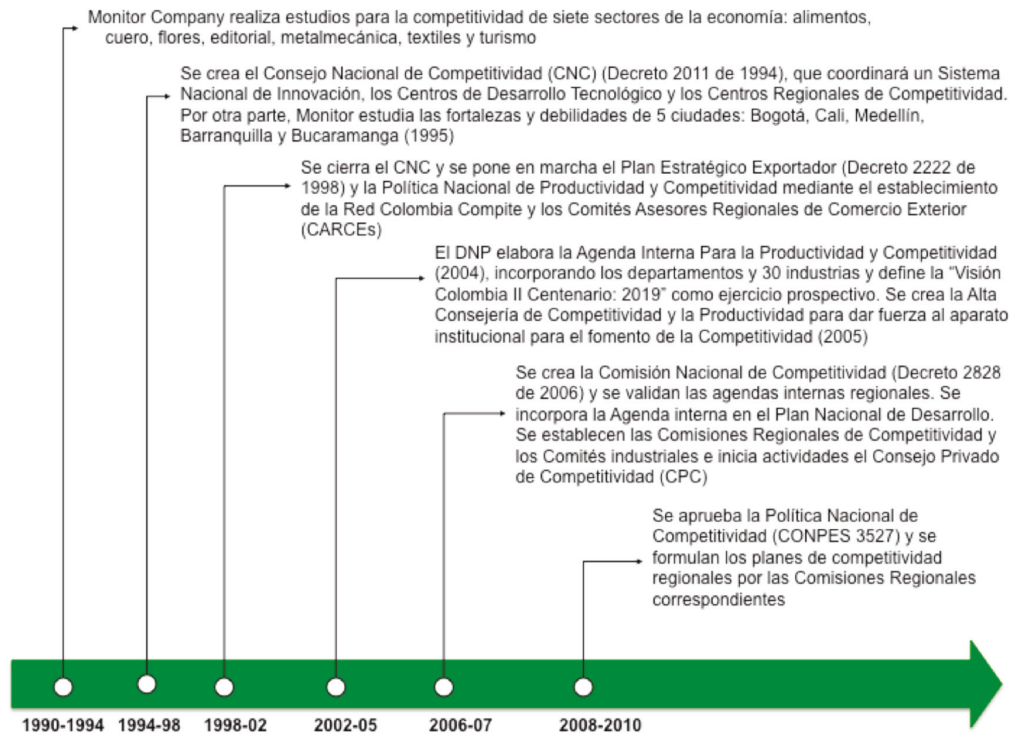 Monitor Company realiza estudios para la competitividad de siete sectores de la economía: alimentos,
cuero, flores, editorial, metalmecánica, textiles y turismo
Se crea el Consejo Nacional de Competitividad (CNC) (Decreto 2011 de 1994), que coordinará un Sistema
Nacional de Innovación, los Centros de Desarrollo Tecnológico y los Centros Regionales de Competitividad.
Por otra parte, Monitor estudia las fortalezas y debilidades de 5 ciudades: Bogotá, Cali, Medellín,
Barranquilla y Bucaramanga (1995)
Se cierra el CNC y se pone en marcha el Plan Estratégico Exportador (Decreto 2222 de
1998) y la Política Nacional de Productividad y Competitividad mediante el establecimiento
de la Red Colombia Compite y los Comités Asesores Regionales de Comercio Exterior
(CARCEs)
El DNP elabora la Agenda Interna Para la Productividad y Competitividad
(2004), incorporando los departamentos y 30 industrias y define la “Visión
Colombia II Centenario: 2019” como ejercicio prospectivo. Se crea la Alta
Consejería de Competitividad y la Productividad para dar fuerza al aparato
institucional para el fomento de la Competitividad (2005)
Se crea la Comisión Nacional de Competitividad (Decreto 2828
de 2006) y se validan las agendas internas regionales. Se
incorpora la Agenda interna en el Plan Nacional de Desarrollo.
Se establecen las Comisiones Regionales de Competitividad y
los Comités industriales e inicia actividades el Consejo Privado
de Competitividad (CPC)
Se aprueba la Política Nacional de
Competitividad (CONPES 3527) y se
formulan los planes de competitividad
regionales por las Comisiones Regionales
correspondientes
1990-1994 1994-98 1998-02 2002-05 2006-07 2008-2010